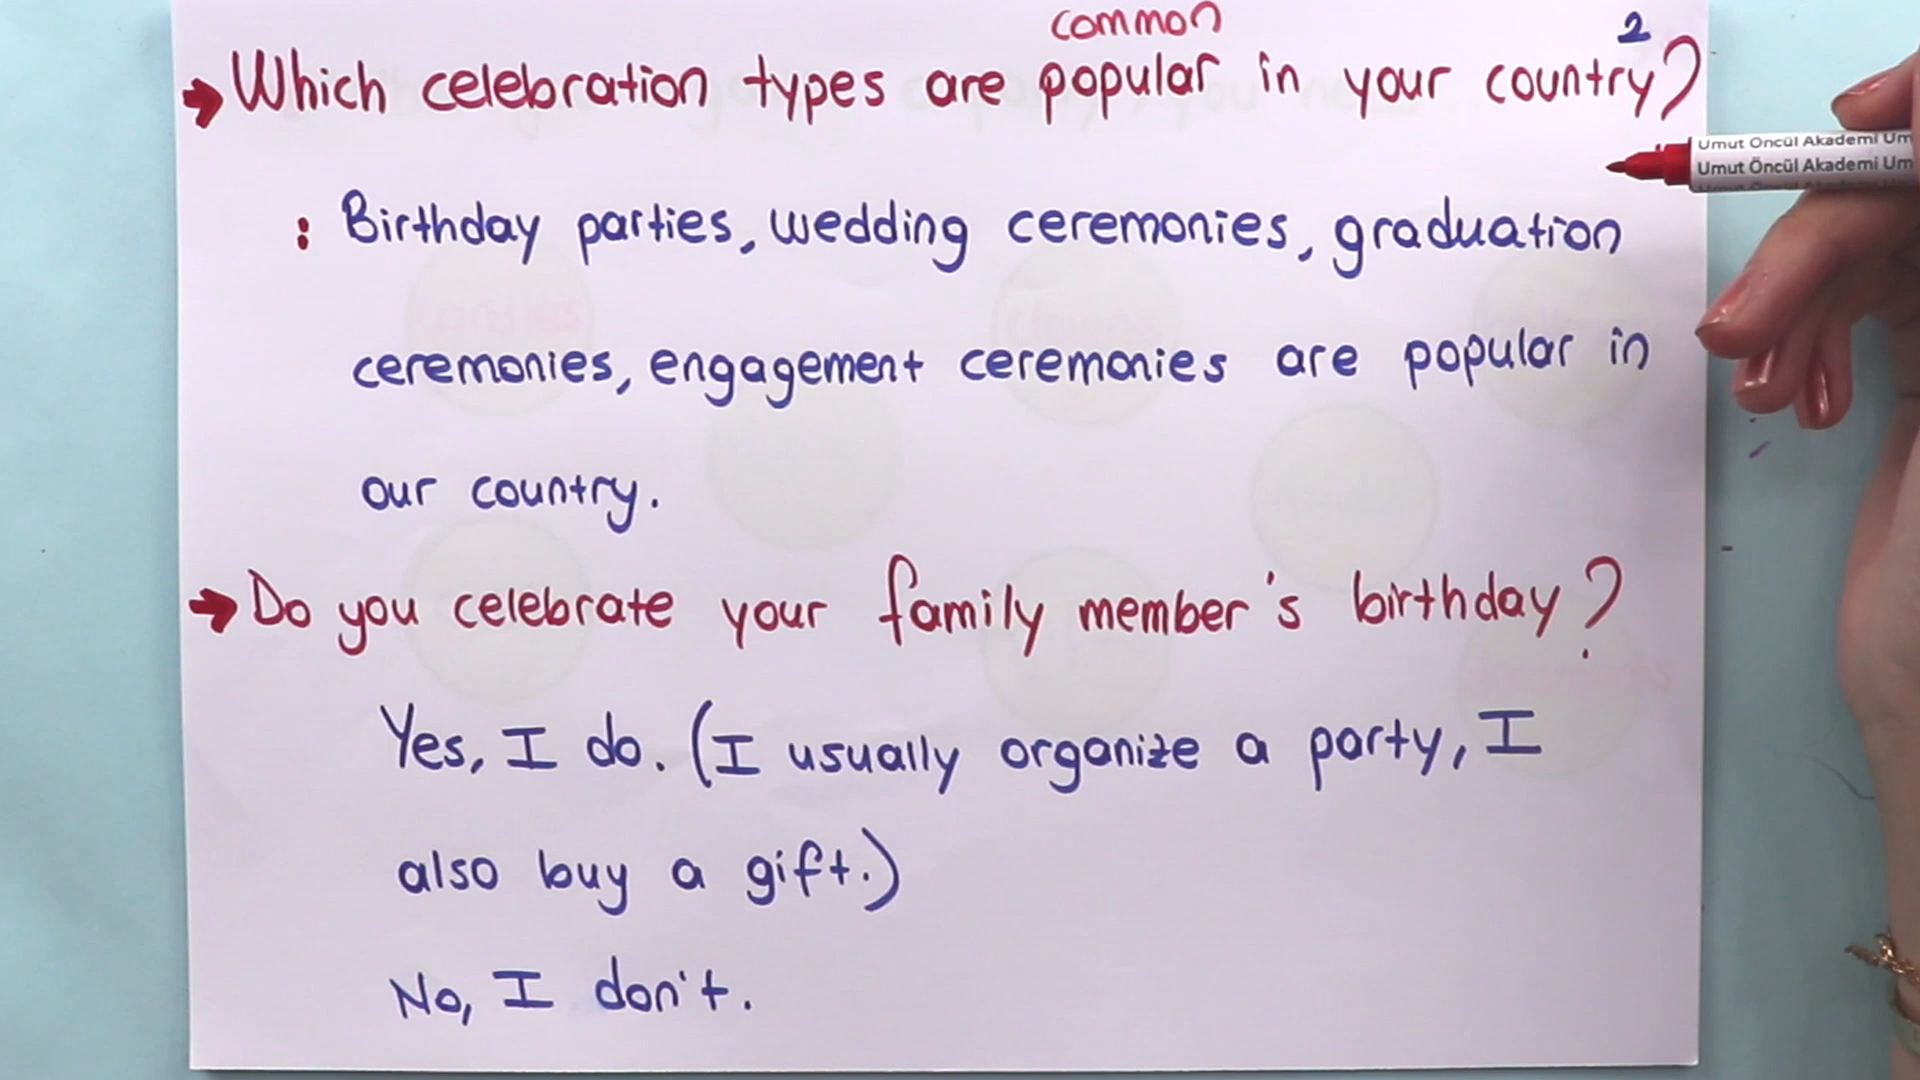 common
2
Which celebration types are popular in your country?
Umut Öncül Akademi Um
Umut Öncül Akademi Um
: Birthday parties, wedding ceremonies, graduation
ceremonies, engagement ceremonies are popular in
our country.
Do you celebrate your family member's birthday?
Yes, I do. (I usually organize a party, I
also buy a gift.)
No, I don't.